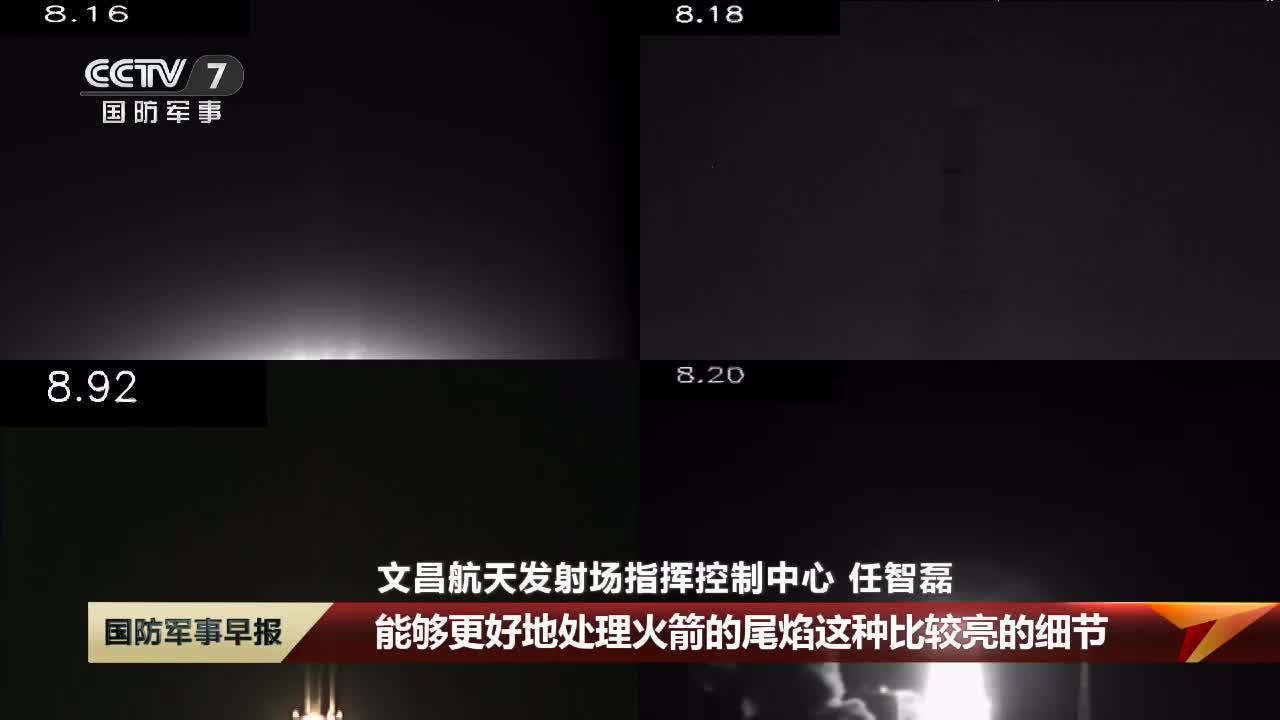 8.16
8.18
CCTV 7
国防军事
8.92
8.20
文昌航天发射场指挥控制中心 任智磊
国防军事早报
能够更好地处理火箭的尾焰这种比较亮的细节